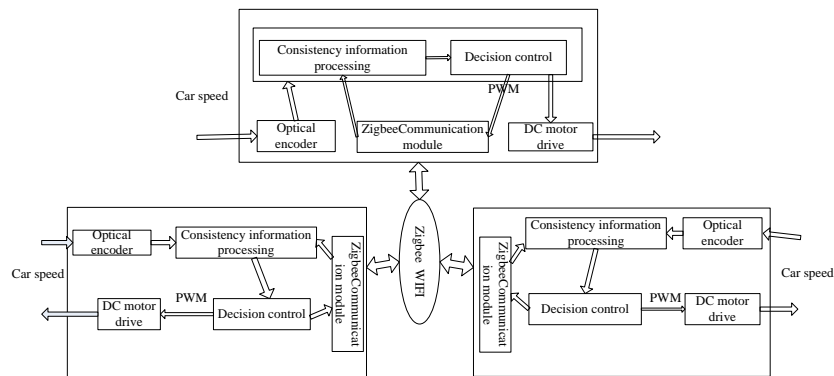 Consistency information
processing
Decision control
Car speed
PWM
Optical
encoder
ZigbeeCommunication
module
DC motor
drive
Zigbee WIFI
Optical encoder
Consistency information
processing
Car speed
ZigbeeCommunicat
ion module
DC motor
drive
PWM
Decision control
ZigbeeCommunicat
ion module
Consistency information
processing
Optical encoder
Car speed
Decision control
PWM
DC motor
drive